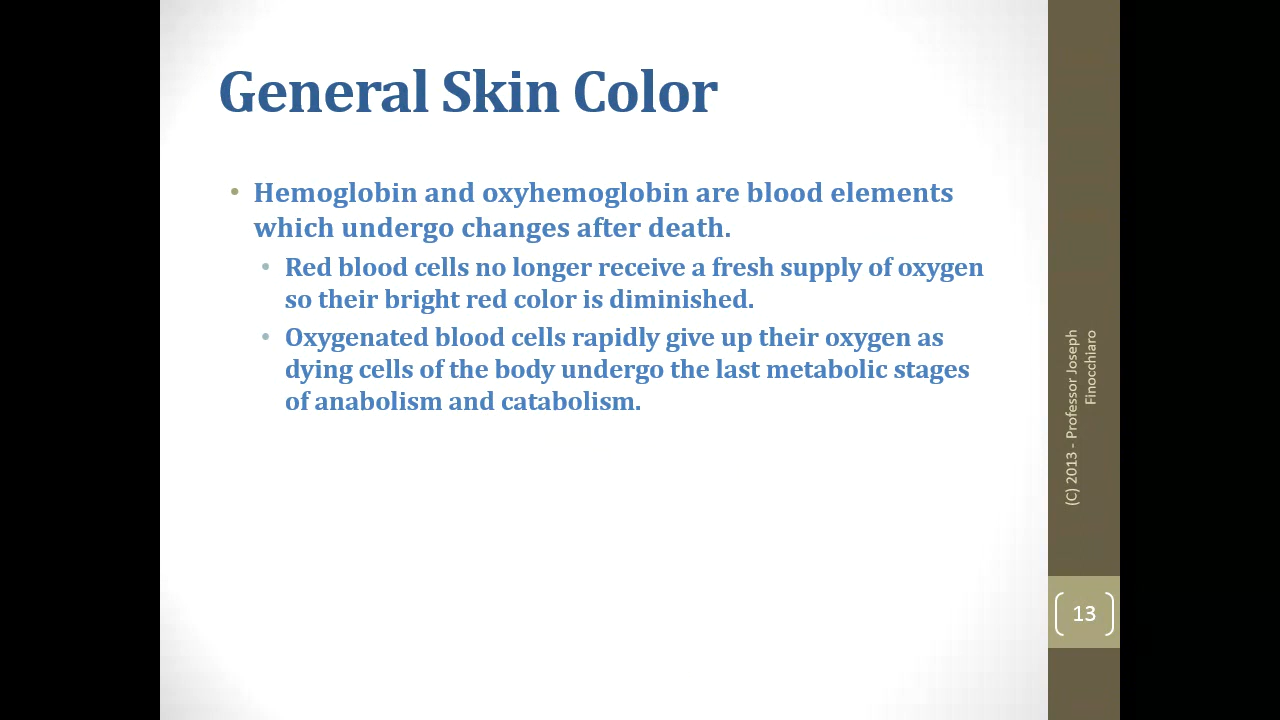 General Skin Color
• Hemoglobin and oxyhemoglobin are blood elements
which undergo changes after death.
• Red blood cells no longer receive a fresh supply of oxygen
so their bright red color is diminished.
• Oxygenated blood cells rapidly give up their oxygen as
dying cells of the body undergo the last metabolic stages
of anabolism and catabolism.
(C) 2013 - Professor Joseph
Finocchiaro
13